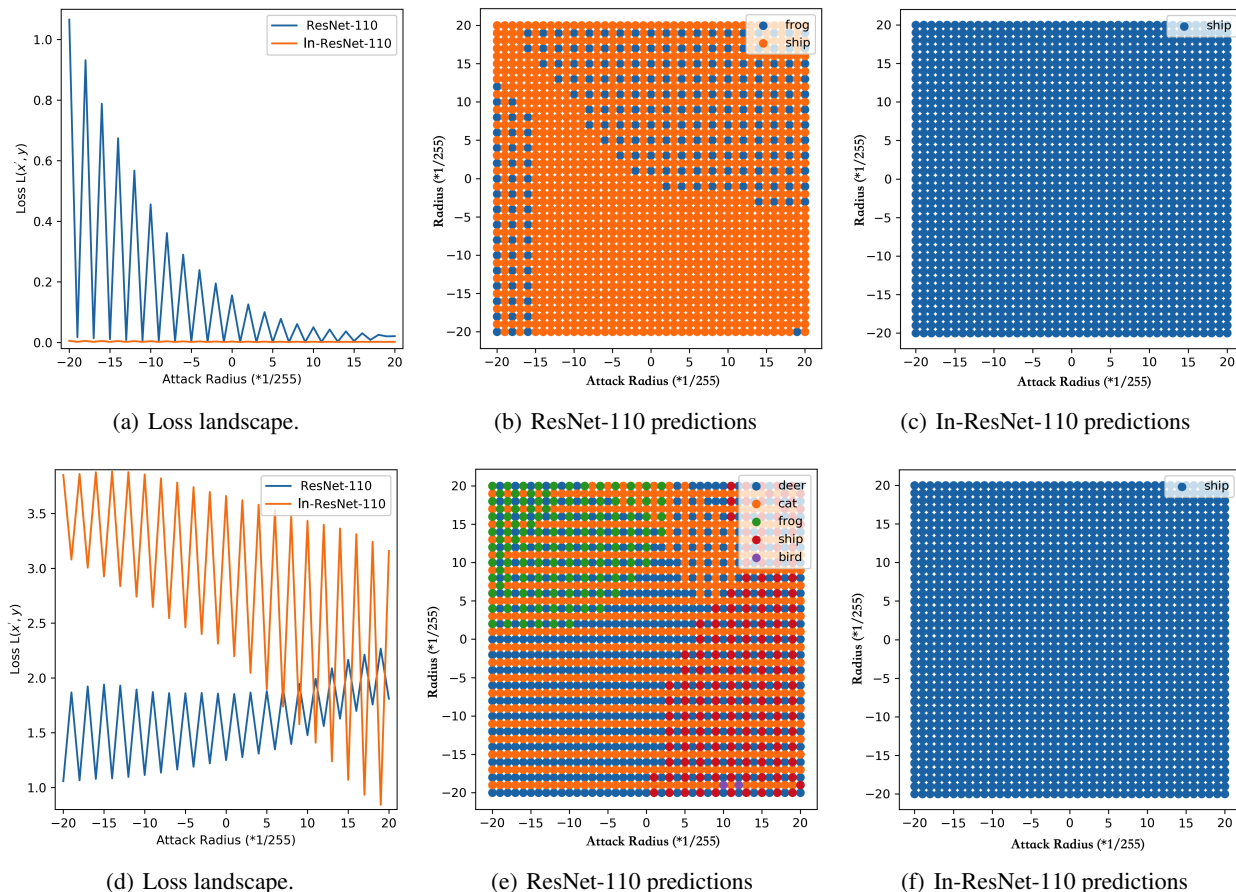 ResNet-110
In-ResNet-110
1.0
0.8
0.6
0.4
0.2
0.0
Loss L(x′, y)
−20 −15 −10 −5 0 5 10 15 20
Attack Radius (*1/255)
(a) Loss landscape.
frog
ship
20
15
10
5
0
−5
−10
−15
−20
Radius (*1/255)
−20 −15 −10 −5 0 5 10 15 20
Attack Radius (*1/255)
(b) ResNet-110 predictions
ship
20
15
10
5
0
−5
−10
−15
−20
Radius (*1/255)
−20 −15 −10 −5 0 5 10 15 20
Attack Radius (*1/255)
(c) In-ResNet-110 predictions
ResNet-110
In-ResNet-110
3.5
3.0
2.5
2.0
1.5
1.0
Loss L(x′, y)
−20 −15 −10 −5 0 5 10 15 20
Attack Radius (*1/255)
(d) Loss landscape.
deer
cat
frog
ship
bird
20
15
10
5
0
−5
−10
−15
−20
Radius (*1/255)
−20 −15 −10 −5 0 5 10 15 20
Attack Radius (*1/255)
(e) ResNet-110 predictions
ship
20
15
10
5
0
−5
−10
−15
−20
Radius (*1/255)
−20 −15 −10 −5 0 5 10 15 20
Attack Radius (*1/255)
(f) In-ResNet-110 predictions